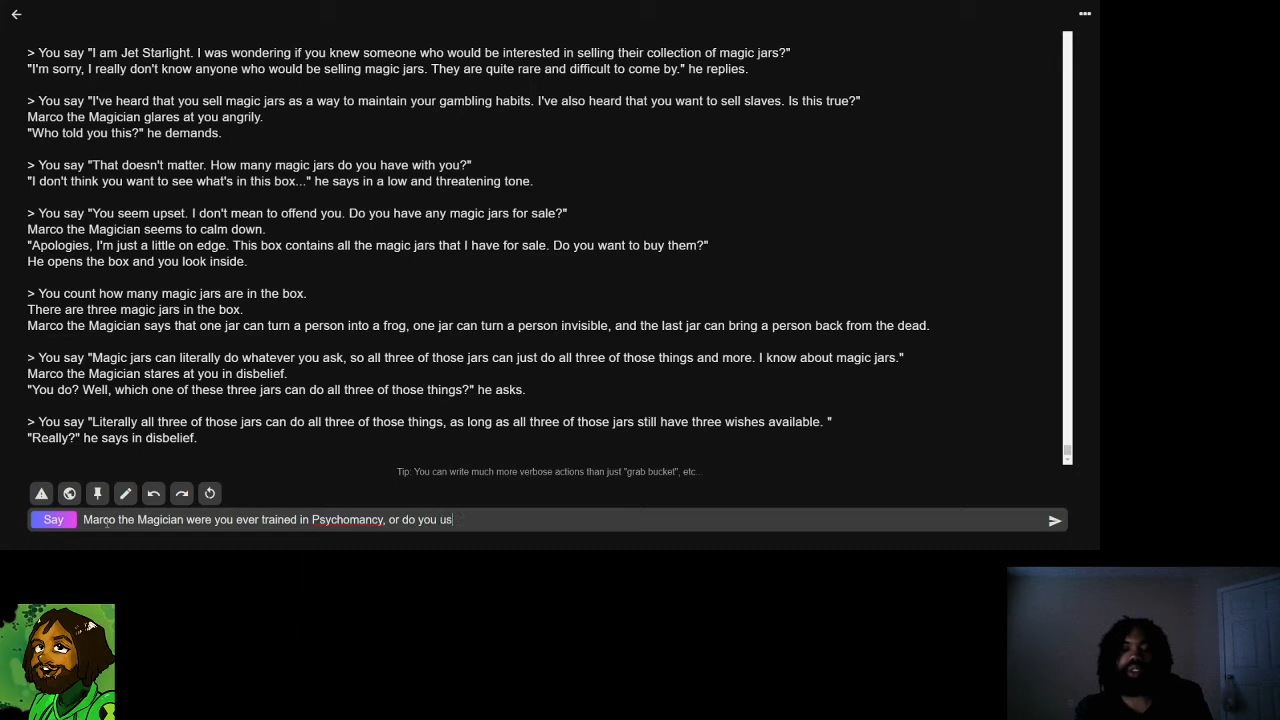 > You say "I am Jet Starlight. I was wondering if you knew someone who would be interested in selling their collection of magic jars?"
"I'm sorry, I really don't know anyone who would be selling magic jars. They are quite rare and difficult to come by." he replies.
> You say "I've heard that you sell magic jars as a way to maintain your gambling habits. I've also heard that you want to sell slaves. Is this true?"
Marco the Magician glares at you angrily.
"Who told you this?" he demands.
> You say "That doesn't matter. How many magic jars do you have with you?"
"I don't think you want to see what's in this box..." he says in a low and threatening tone.
> You say "You seem upset. I don't mean to offend you. Do you have any magic jars for sale?"
Marco the Magician seems to calm down.
"Apologies, I'm just a little on edge. This box contains all the magic jars that I have for sale. Do you want to buy them?"
He opens the box and you look inside.
> You count how many magic jars are in the box.
There are three magic jars in the box.
Marco the Magician says that one jar can turn a person into a frog, one jar can turn a person invisible, and the last jar can bring a person back from the dead.
> You say "Magic jars can literally do whatever you ask, so all three of those jars can just do all three of those things and more. I know about magic jars."
Marco the Magician stares at you in disbelief.
"You do? Well, which one of these three jars can do all three of those things?" he asks.
> You say "Literally all three of those jars can do all three of those things, as long as all three of those jars still have three wishes available. "
"Really?" he says in disbelief.
Tip: You can write much more verbose actions than just "grab bucket", etc...
Say Marco the Magician were you ever trained in Psychomancy, or do you us